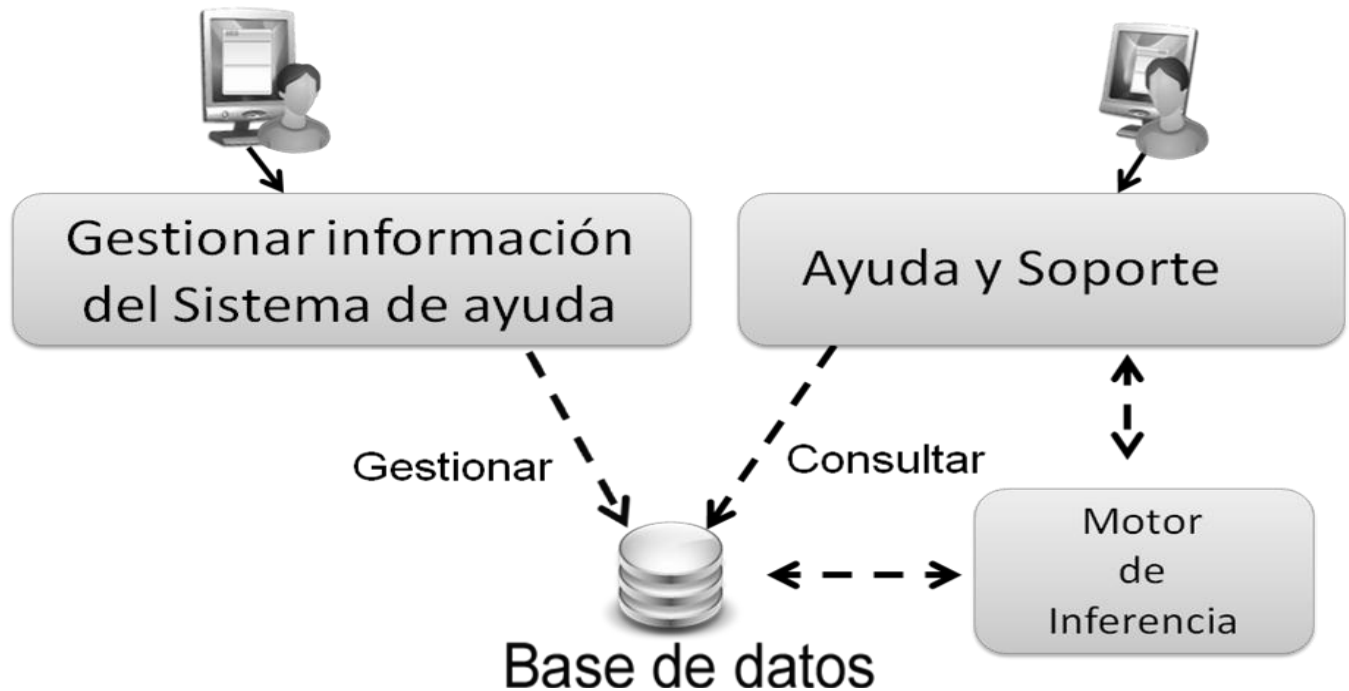 Gestionar información
del Sistema de ayuda
Ayuda y Soporte
Gestionar
Consultar
Motor
de
Inferencia
Base de datos